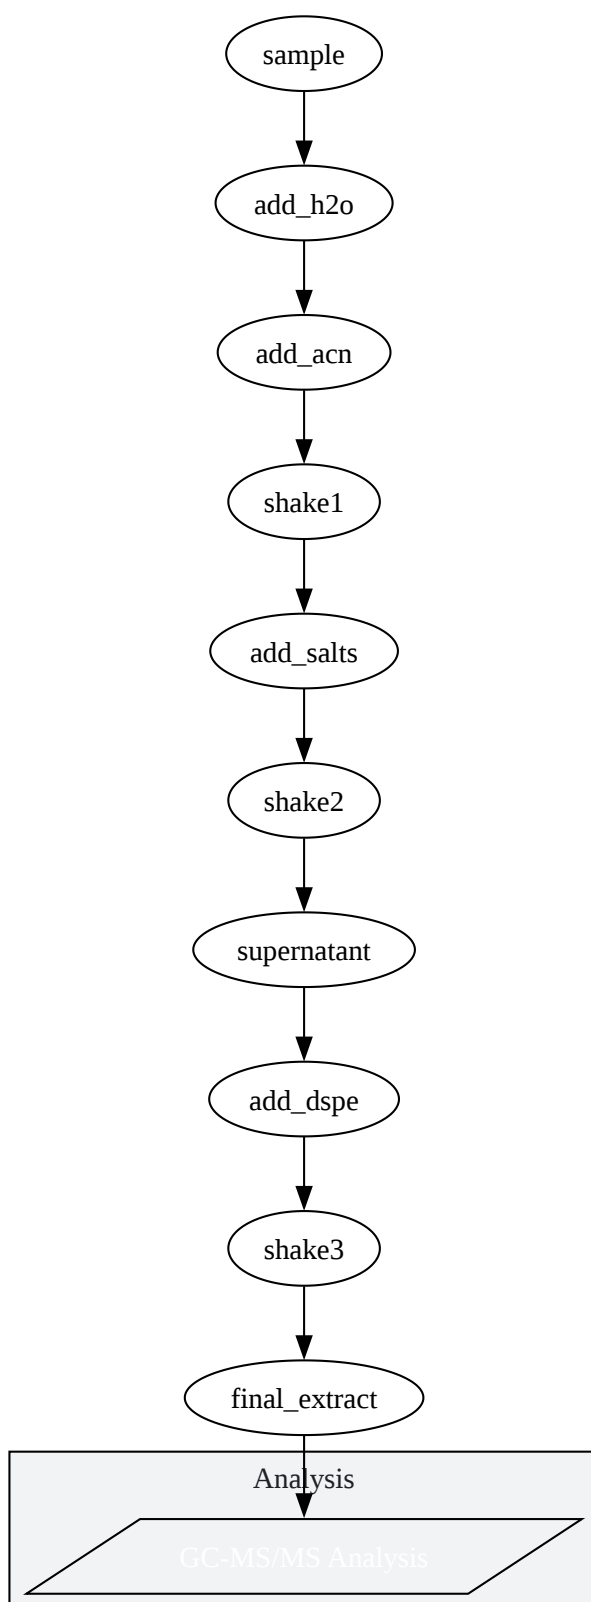 sample
add_h2o
add_acn
shake1
add_salts
shake2
supernatant
add_dspe
shake3
final_extract
Analysis
GC-MS/MS Analysis